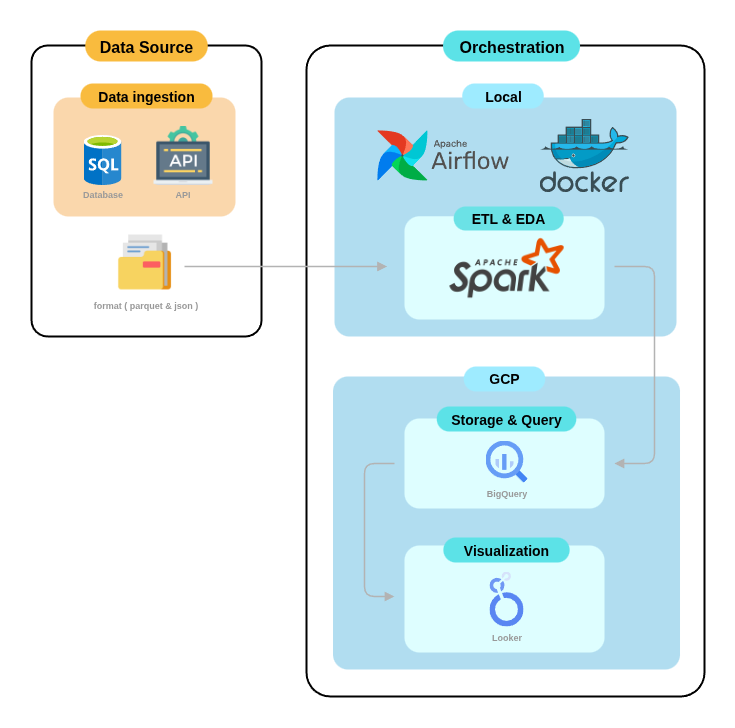 Data Source
Data ingestion
SQL
API
Database
API
format ( parquet & json )
Orchestration
Local
Apache
Airflow
docker
ETL & EDA
APACHE
Spark
GCP
Storage & Query
BigQuery
Visualization
Looker